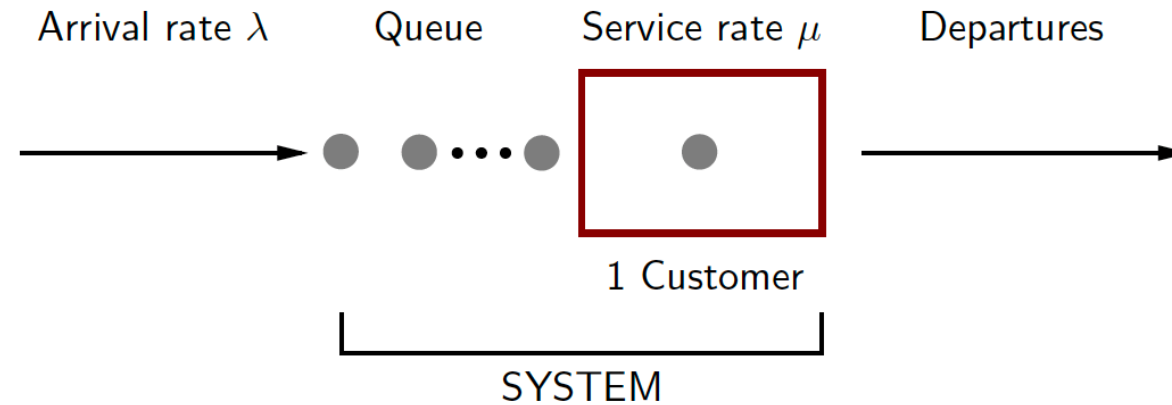 Arrival rate λ
Queue
Service rate μ
Departures
1 Customer
SYSTEM